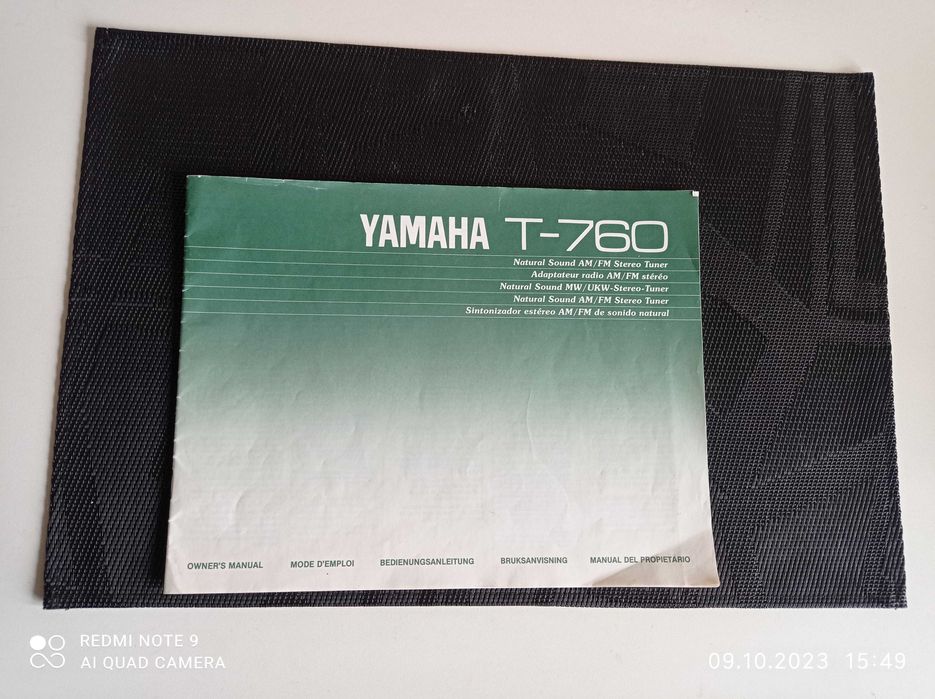 YAMAHA T-760
Natural Sound AM/FM Stereo Tuner
Adaptateur radio AM/FM stéréo
Natural Sound MW/UKW-Stereo-Tuner
Natural Sound AM/FM Stereo Tuner
Sintonizador estéreo AM/FM de sonido natural
OWNER'S MANUAL MODE D'EMPLOI BEDIENUNGSANLEITUNG BRUKSANVISNING MANUAL DEL PROPIETARIO
REDMI NOTE 9
AI QUAD CAMERA
09.10.2023 15:49